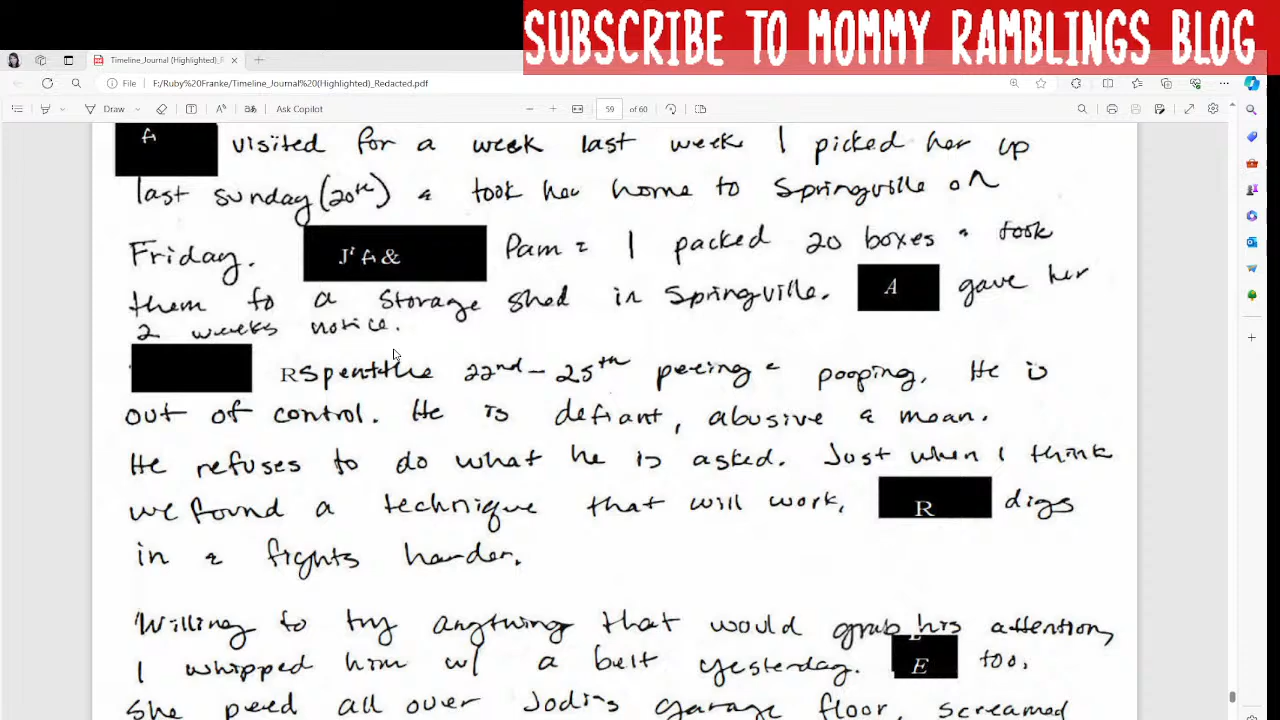 SUBSCRIBE TO MOMMY RAMBLINGS BLOG
Timeline_Journal (Highlighted)_F
File F:/Ruby%20Franke/Timeline_Journal%20(Highlighted)_Redacted.pdf
Draw Ask Copilot 59 of 60
A visited for a week last week I picked her up
last sunday (20th) & took her home to Springville on
Friday. J' A & Pam & I packed 20 boxes & took
them to a storage shed in Springville. A gave her
2 weeks notice.
R spent the 22nd - 25th peeing & pooping. He is
out of control. He is defiant, abusive & mean.
He refuses to do what he is asked. Just when I think
we found a technique that will work, R digs
in & fights harder.
Willing to try anything that would grab his attention,
I whipped him w/ a belt yesterday. E too.
She peed all over Jodis garage floor, screamed